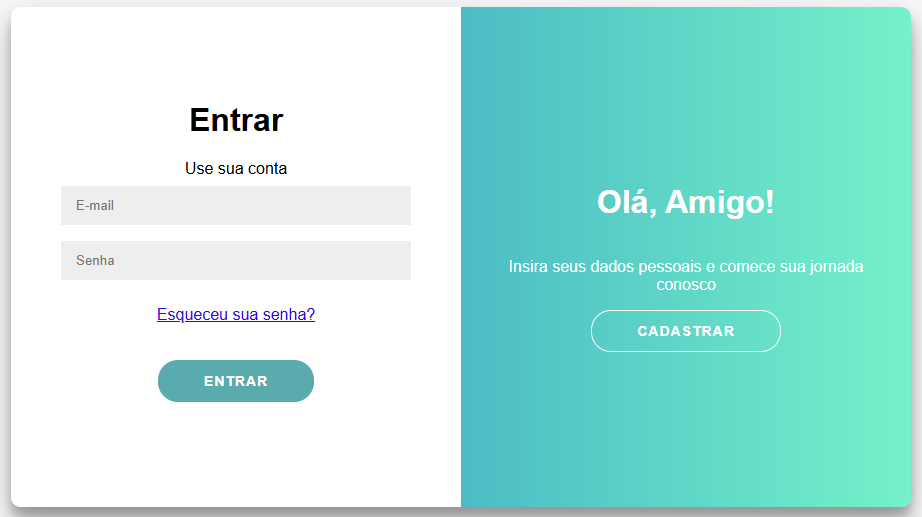 Entrar
Use sua conta
E-mail
Senha
Esqueceu sua senha?
ENTRAR
Olá, Amigo!
Insira seus dados pessoais e comece sua jornada
conosco
CADASTRAR